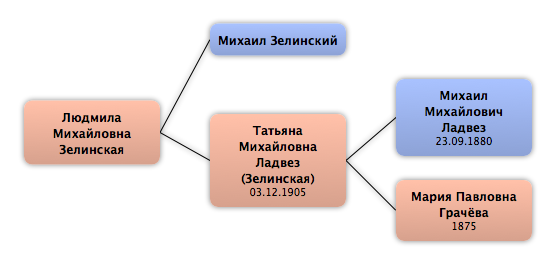 Михаил Зелинский
Людмила
Михайловна
Зелинская
Татьяна
Михайловна
Ладвез
(Зелинская)
03.12.1905
Михаил
Михайлович
Ладвез
23.09.1880
Мария Павловна
Грачёва
1875